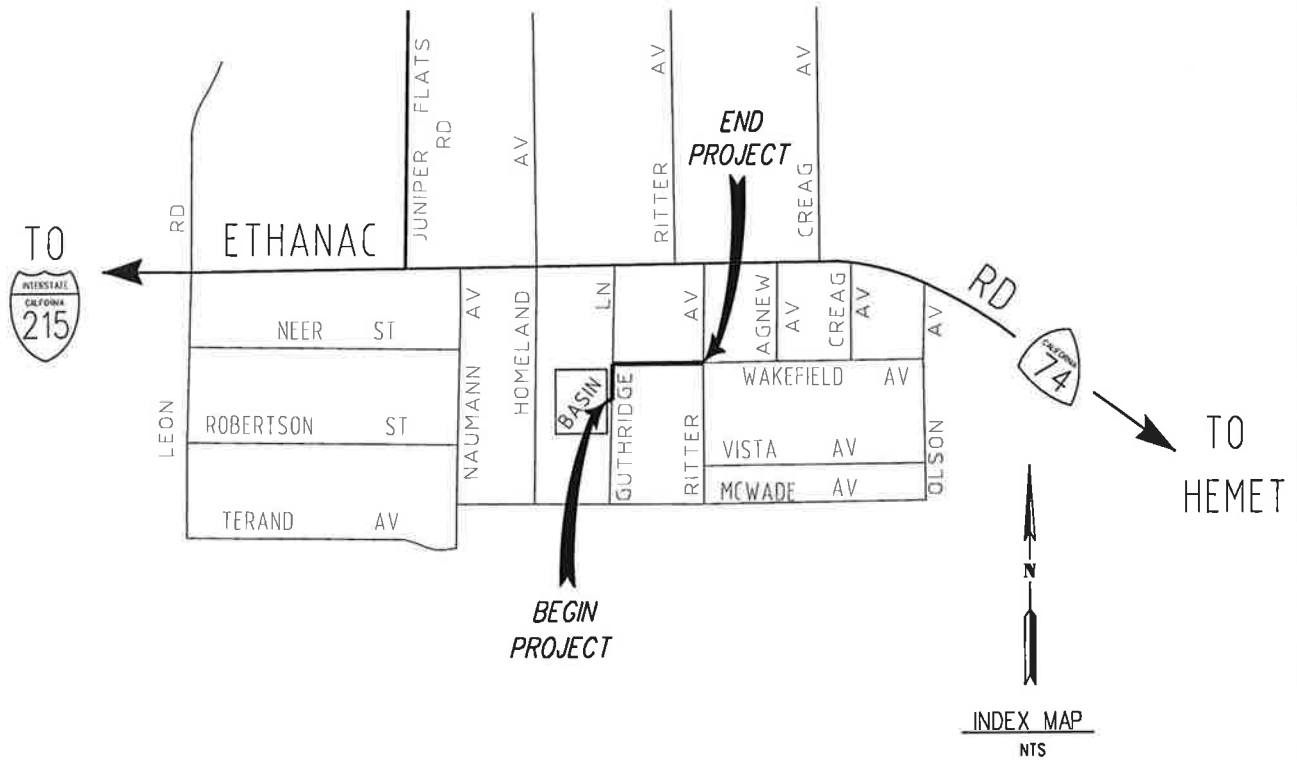 JUNIPER FLATS
RD
AV
RITTER AV
CREAG AV
RD
END
PROJECT
TO
INTERSTATE
CALIFORNIA
215
ETHANAC
RD
CALIFORNIA
74
TO
HEMET
NEER ST
ROBERTSON ST
TERAND AV
LEON
NAUMANN AV
HOMELAND
BASIN
GUTHRIDGE LN
RITTER AV
AGNEW AV
CREAG AV
OLSON AV
WAKEFIELD AV
VISTA AV
MCWADE AV
BEGIN
PROJECT
N
INDEX MAP
NTS